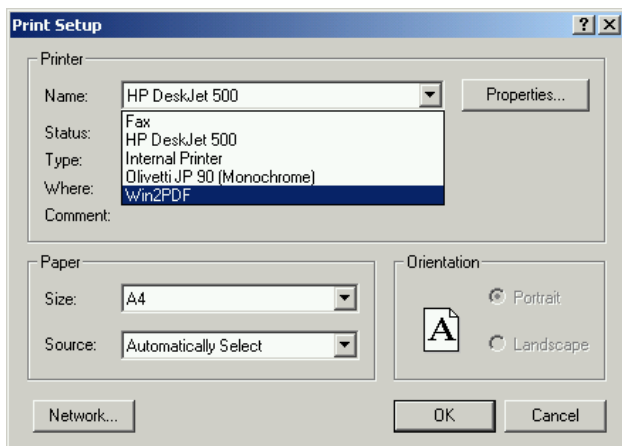 Print Setup
Printer
Name: HP DeskJet 500 Properties...
Status: Fax
HP DeskJet 500
Type: Internal Printer
Olivetti JP 90 (Monochrome)
Where: Win2PDF
Comment:
Paper Orientation
Size: A4 Portrait
A
Source: Automatically Select Landscape
Network... OK Cancel